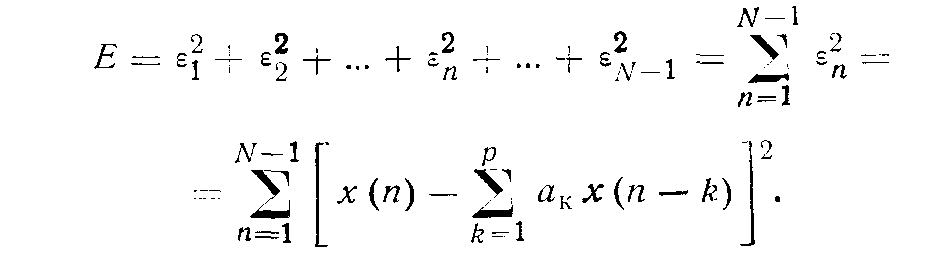 E = ε₁² + ε₂² + ... + εₙ² + ... + ε²_{N−1} = ∑_{n=1}^{N−1} εₙ² =
= ∑_{n=1}^{N−1} [ x (n) − ∑_{k=1}^{p} a_к x (n − k) ]².